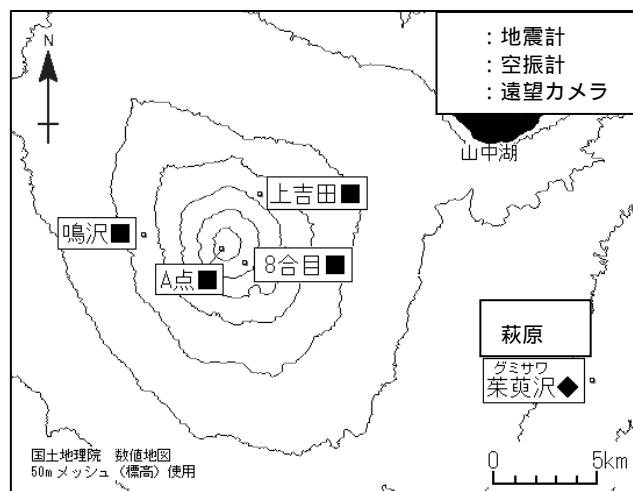 N
：地震計
：空振計
：遠望カメラ
山中湖
上吉田■
鳴沢■
8合目■
A点■
萩原
グミサワ
茱萸沢◆
国土地理院 数値地図
50mメッシュ（標高）使用
0 5km